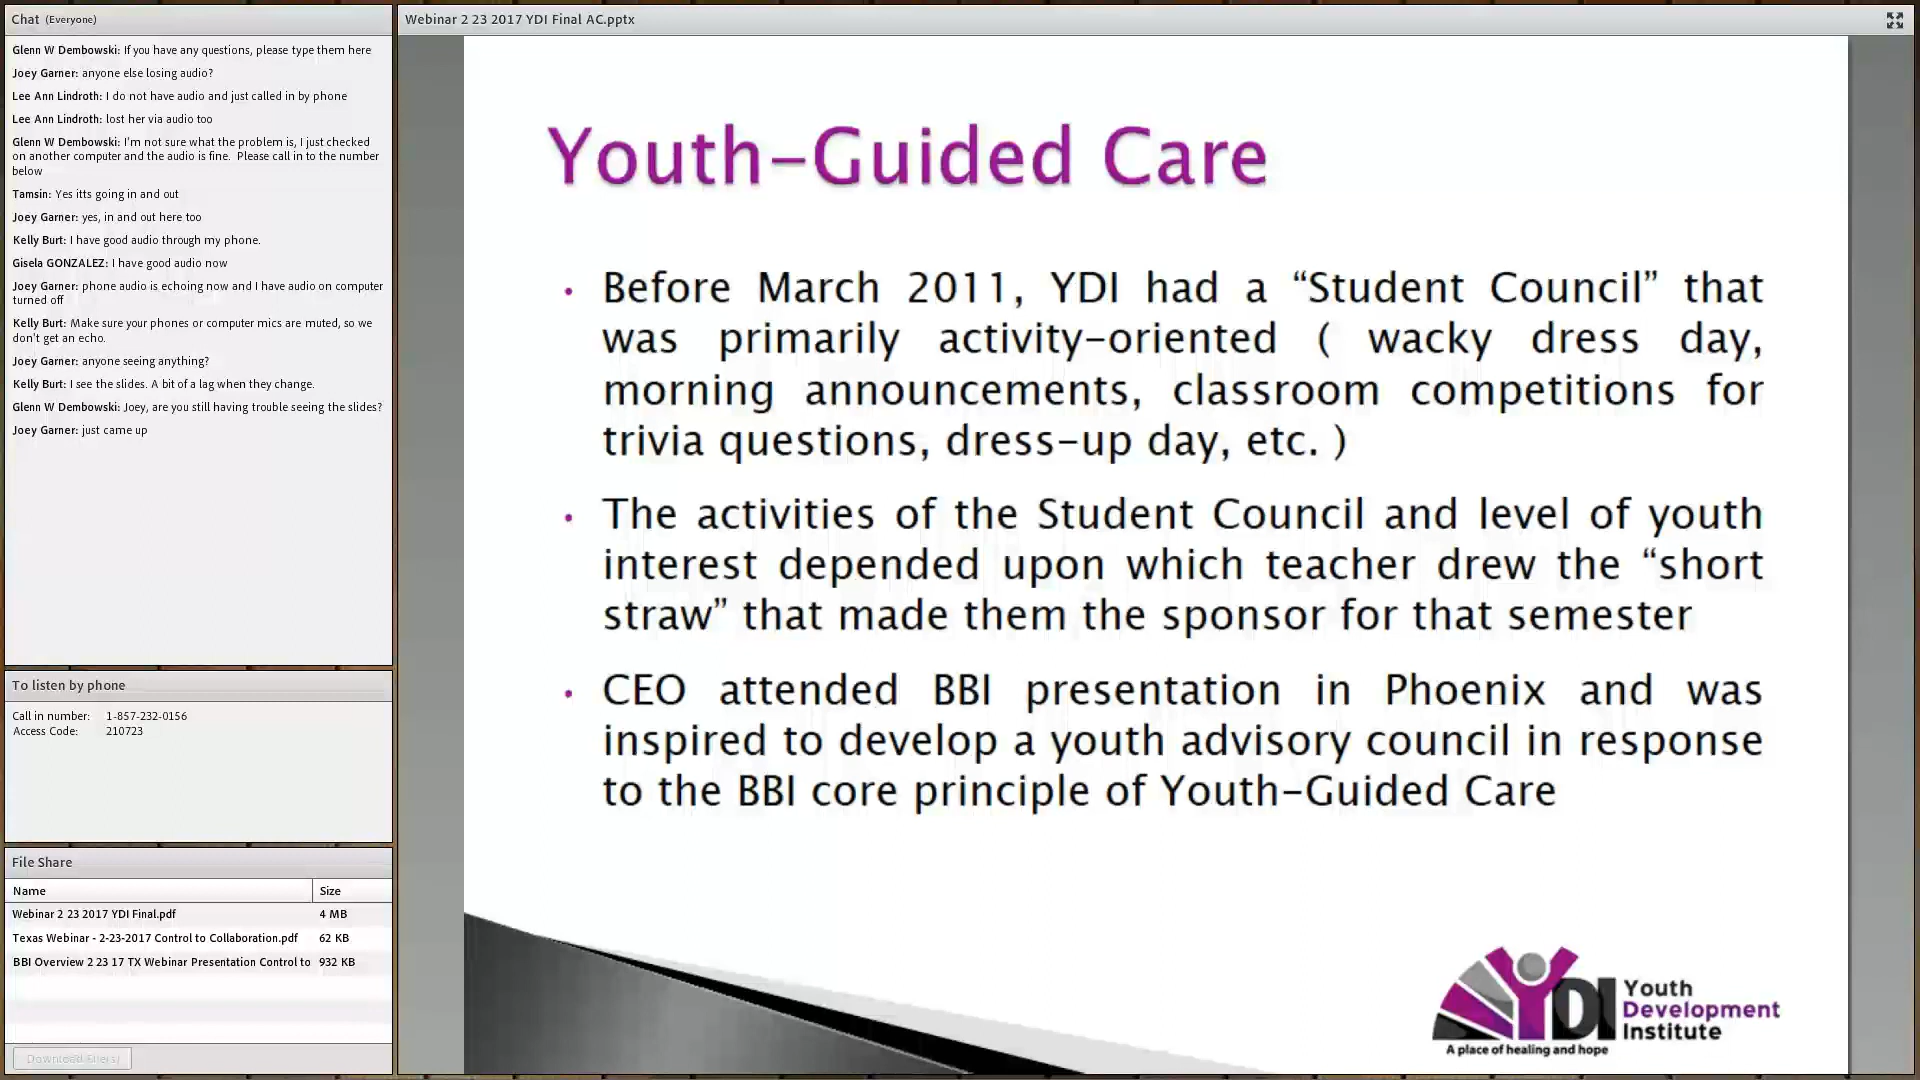 Chat (Everyone)
Glenn W Dembowski: If you have any questions, please type them here
Joey Garner: anyone else losing audio?
Lee Ann Lindroth: I do not have audio and just called in by phone
Lee Ann Lindroth: lost her via audio too
Glenn W Dembowski: I'm not sure what the problem is, I just checked
on another computer and the audio is fine. Please call in to the number
below
Tamsin: Yes itts going in and out
Joey Garner: yes, in and out here too
Kelly Burt: I have good audio through my phone.
Gisela GONZALEZ: I have good audio now
Joey Garner: phone audio is echoing now and I have audio on computer
turned off
Kelly Burt: Make sure your phones or computer mics are muted, so we
don't get an echo.
Joey Garner: anyone seeing anything?
Kelly Burt: I see the slides. A bit of a lag when they change.
Glenn W Dembowski: Joey, are you still having trouble seeing the slides?
Joey Garner: just came up
To listen by phone
Call in number: 1-857-232-0156
Access Code: 210723
File Share
Name Size
Webinar 2 23 2017 YDI Final.pdf 4 MB
Texas Webinar - 2-23-2017 Control to Collaboration.pdf 62 KB
BBI Overview 2 23 17 TX Webinar Presentation Control to 932 KB
Download File(s)
Webinar 2 23 2017 YDI Final AC.pptx
Youth-Guided Care
• Before March 2011, YDI had a “Student Council” that
was primarily activity-oriented ( wacky dress day,
morning announcements, classroom competitions for
trivia questions, dress-up day, etc. )
• The activities of the Student Council and level of youth
interest depended upon which teacher drew the “short
straw” that made them the sponsor for that semester
• CEO attended BBI presentation in Phoenix and was
inspired to develop a youth advisory council in response
to the BBI core principle of Youth-Guided Care
YDI
Youth
Development
Institute
A place of healing and hope